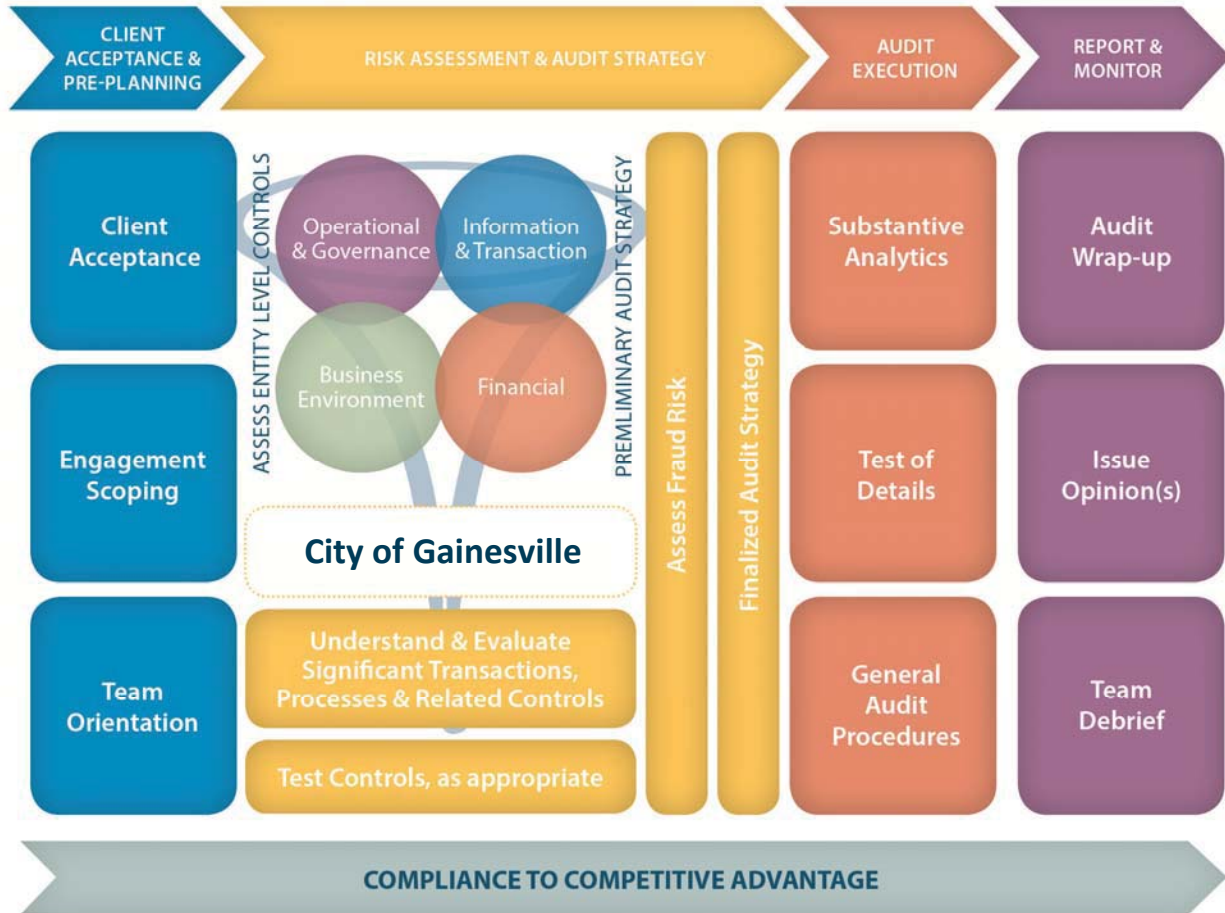 CLIENT
ACCEPTANCE &
PRE-PLANNING
RISK ASSESSMENT & AUDIT STRATEGY
AUDIT
EXECUTION
REPORT &
MONITOR
Client
Acceptance
Engagement
Scoping
Team
Orientation
ASSESS ENTITY LEVEL CONTROLS
Operational
& Governance
Information
& Transaction
Business
Environment
Financial
PREMLIMINARY AUDIT STRATEGY
City of Gainesville
Understand & Evaluate
Significant Transactions,
Processes & Related Controls
Test Controls, as appropriate
Assess Fraud Risk
Finalized Audit Strategy
Substantive
Analytics
Test of
Details
General
Audit
Procedures
Audit
Wrap-up
Issue
Opinion(s)
Team
Debrief
COMPLIANCE TO COMPETITIVE ADVANTAGE